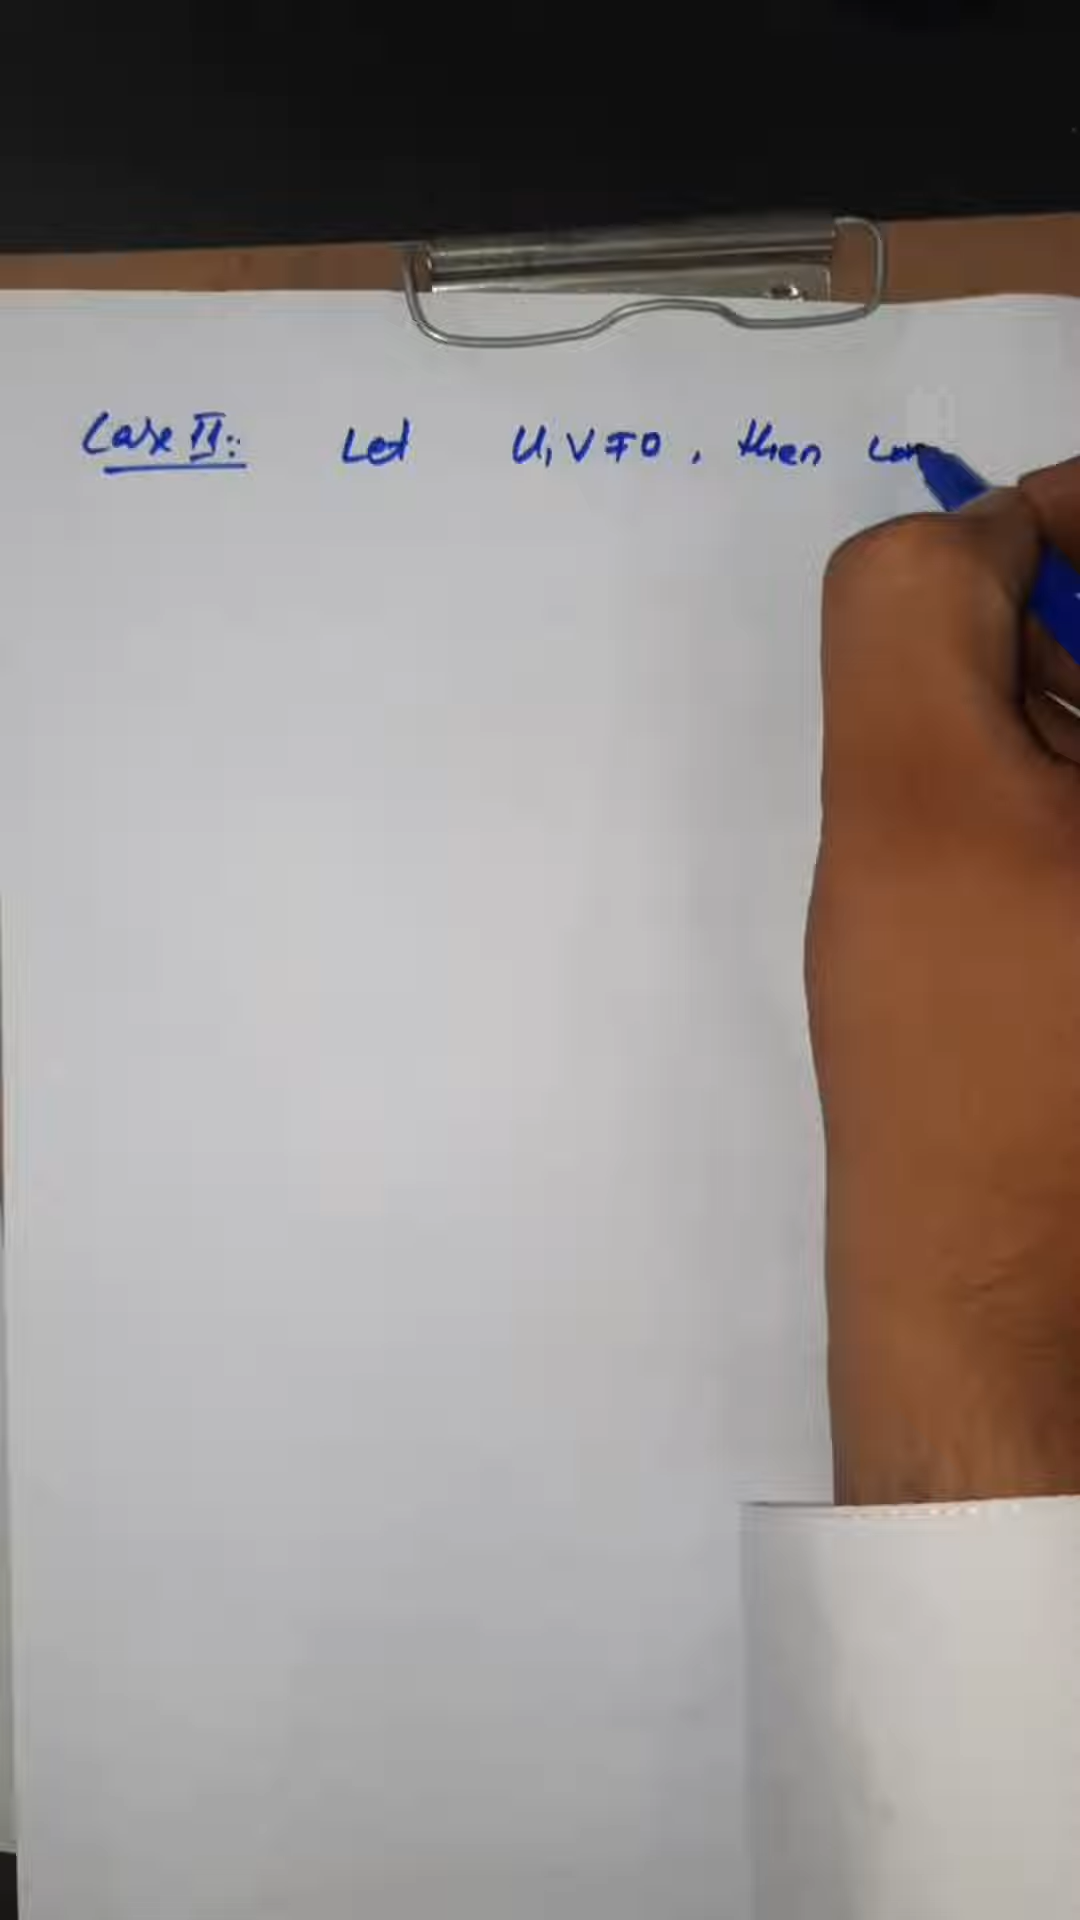 Case II: Let U, V ≠ 0, then